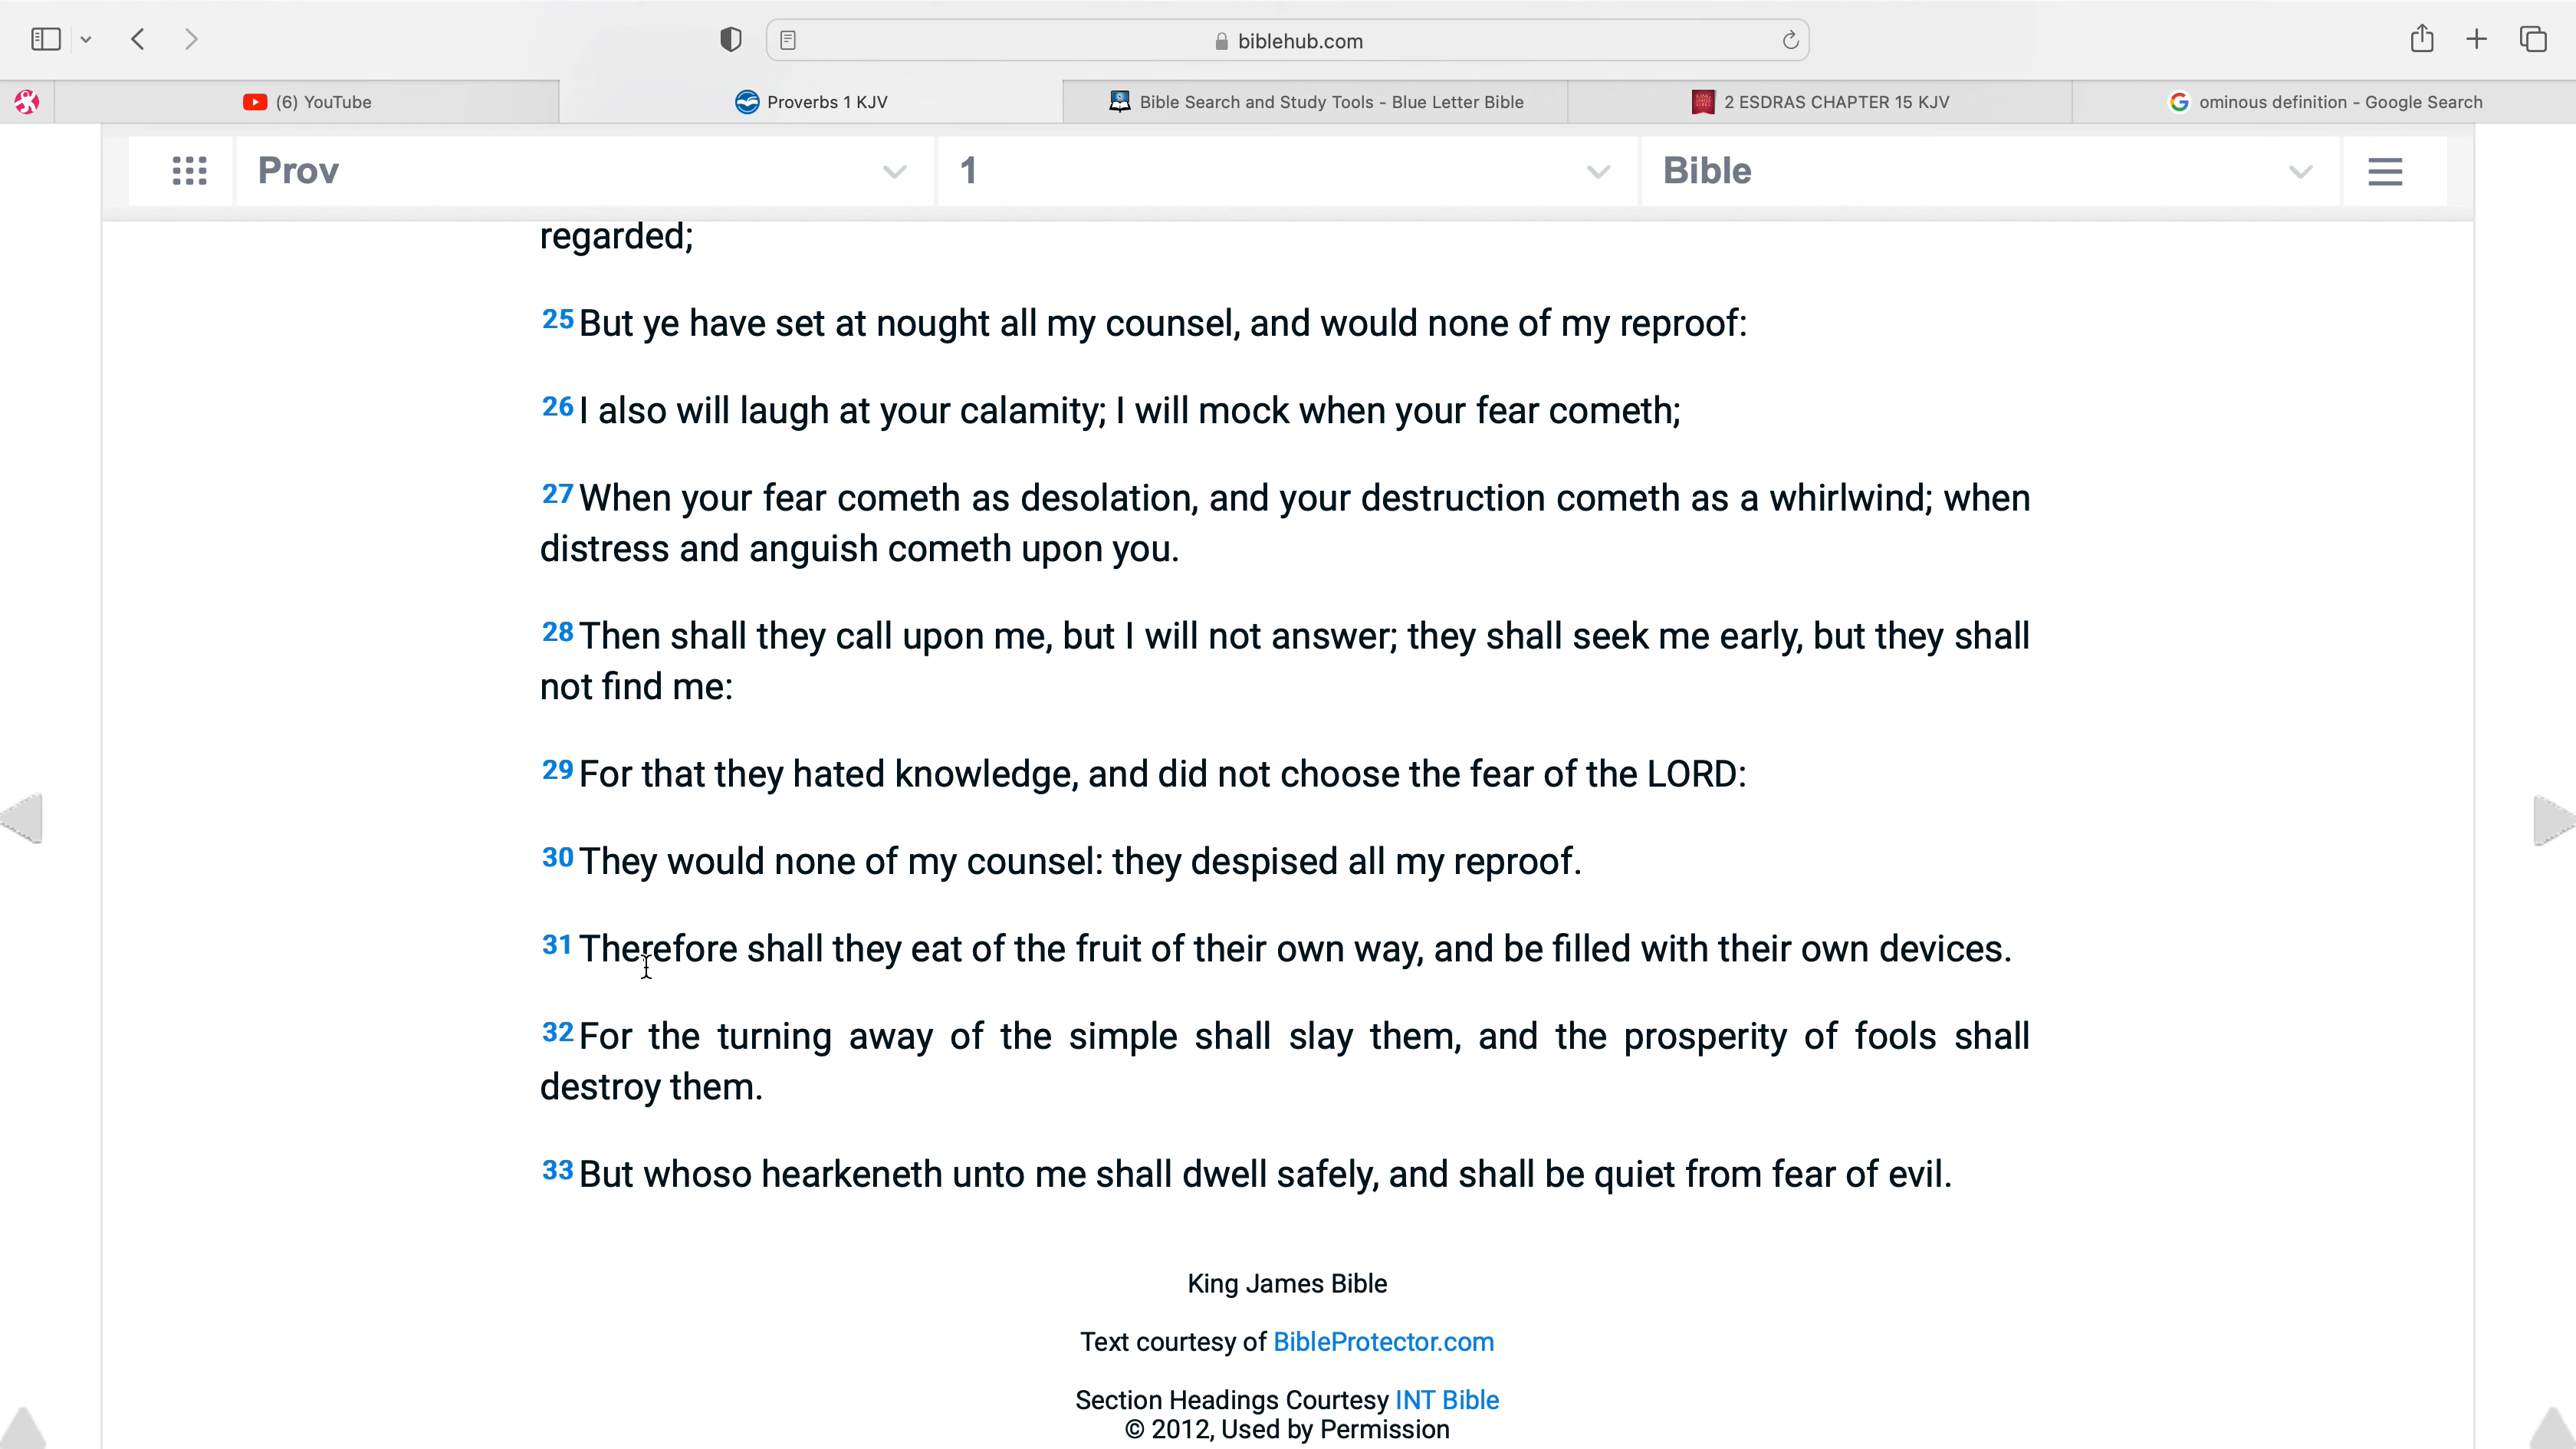 biblehub.com
(6) YouTube
Proverbs 1 KJV
Bible Search and Study Tools - Blue Letter Bible
2 ESDRAS CHAPTER 15 KJV
ominous definition - Google Search
Prov
1
Bible
regarded;
25 But ye have set at nought all my counsel, and would none of my reproof:
26 I also will laugh at your calamity; I will mock when your fear cometh;
27 When your fear cometh as desolation, and your destruction cometh as a whirlwind; when
distress and anguish cometh upon you.
28 Then shall they call upon me, but I will not answer; they shall seek me early, but they shall
not find me:
29 For that they hated knowledge, and did not choose the fear of the LORD:
30 They would none of my counsel: they despised all my reproof.
31 Therefore shall they eat of the fruit of their own way, and be filled with their own devices.
32 For the turning away of the simple shall slay them, and the prosperity of fools shall
destroy them.
33 But whoso hearkeneth unto me shall dwell safely, and shall be quiet from fear of evil.
King James Bible
Text courtesy of BibleProtector.com
Section Headings Courtesy INT Bible
© 2012, Used by Permission